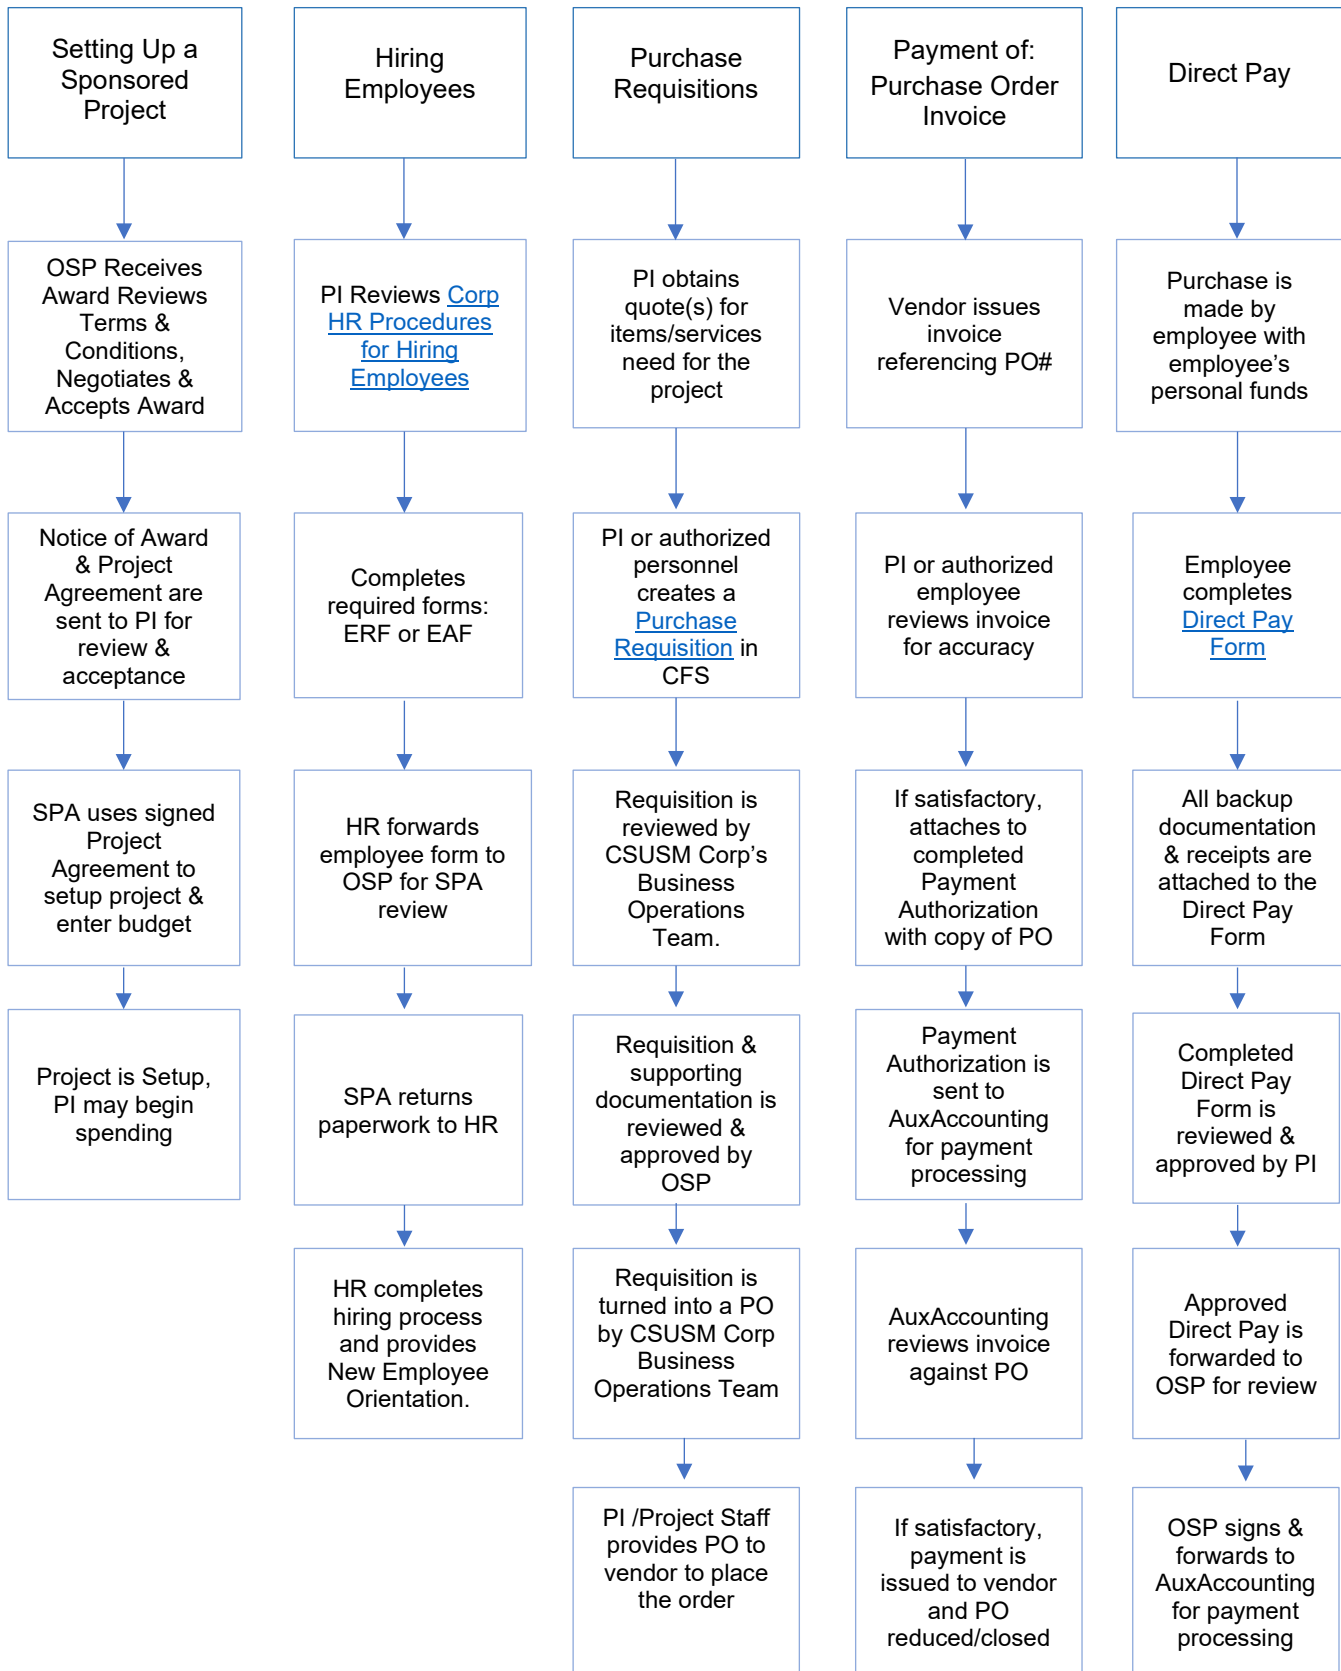 Setting Up a
Sponsored
Project
OSP Receives
Award Reviews
Terms &
Conditions,
Negotiates &
Accepts Award
Notice of Award
& Project
Agreement are
sent to PI for
review &
acceptance
SPA uses signed
Project
Agreement to
setup project &
enter budget
Project is Setup,
PI may begin
spending
Hiring
Employees
PI Reviews Corp
HR Procedures
for Hiring
Employees
Completes
required forms:
ERF or EAF
HR forwards
employee form to
OSP for SPA
review
SPA returns
paperwork to HR
HR completes
hiring process
and provides
New Employee
Orientation.
Purchase
Requisitions
PI obtains
quote(s) for
items/services
need for the
project
PI or authorized
personnel
creates a
Purchase
Requisition in
CFS
Requisition is
reviewed by
CSUSM Corp's
Business
Operations
Team.
Requisition &
supporting
documentation is
reviewed &
approved by
OSP
Requisition is
turned into a PO
by CSUSM Corp
Business
Operations Team
PI /Project Staff
provides PO to
vendor to place
the order
Payment of:
Purchase Order
Invoice
Vendor issues
invoice
referencing PO#
PI or authorized
employee
reviews invoice
for accuracy
If satisfactory,
attaches to
completed
Payment
Authorization
with copy of PO
Payment
Authorization is
sent to
AuxAccounting
for payment
processing
AuxAccounting
reviews invoice
against PO
If satisfactory,
payment is
issued to vendor
and PO
reduced/closed
Direct Pay
Purchase is
made by
employee with
employee's
personal funds
Employee
completes
Direct Pay
Form
All backup
documentation
& receipts are
attached to the
Direct Pay
Form
Completed
Direct Pay
Form is
reviewed &
approved by PI
Approved
Direct Pay is
forwarded to
OSP for review
OSP signs &
forwards to
AuxAccounting
for payment
processing